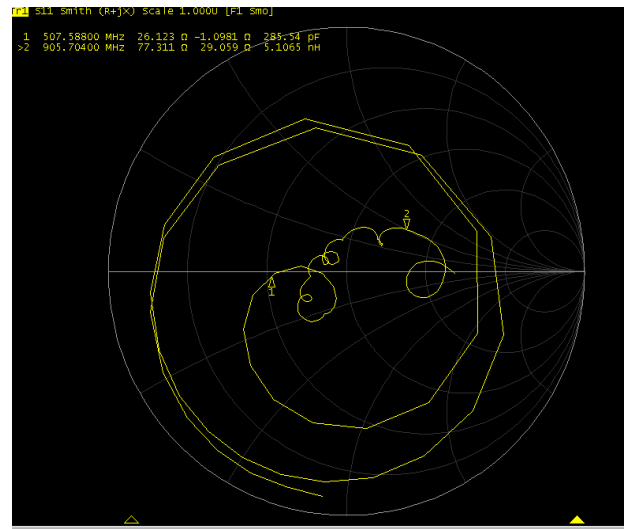 Tr1 S11 Smith (R+jX) Scale 1.000U [F1 Smo]
1 507.58800 MHz 26.123 Ω -1.0981 Ω 285.54 pF
>2 905.70400 MHz 77.311 Ω 29.059 Ω 5.1065 nH
2
1